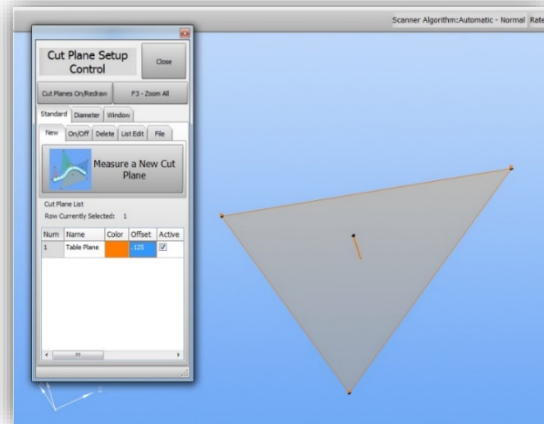 Scanner Algorithm:Automatic - Normal Rate
Cut Plane Setup
Control
Close
Cut Planes On/Redraw
F3 - Zoom All
Standard Diameter Window
New On/Off Delete List Edit File
Measure a New Cut
Plane
Cut Plane List
Row Currently Selected: 1
Num Name Color Offset Active
1 Table Plane .125